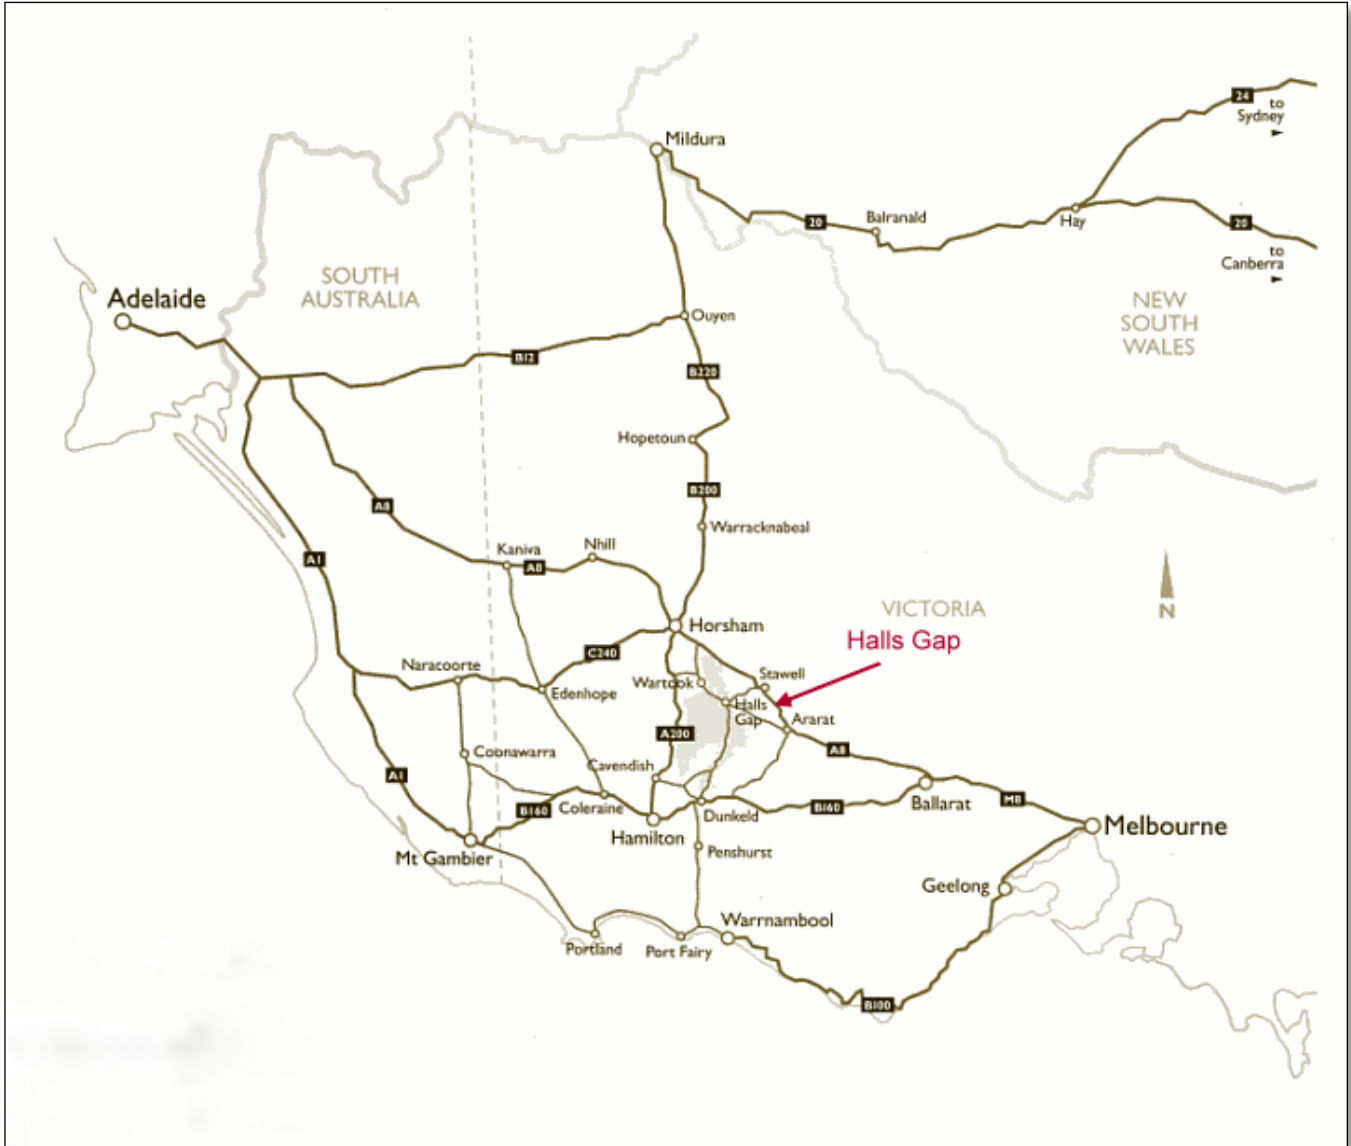 Mildura
24
to
Sydney
20
Balranald
Hay
20
to
Canberra
SOUTH
AUSTRALIA
Adelaide
NEW
SOUTH
WALES
Ouyen
B12
B220
Hopetoun
B200
A8
Warracknabeal
Kaniva
Nhill
A1
A8
N
VICTORIA
Horsham
Halls Gap
C240
Naracoorte
Edenhope
Wartook
Stawell
Halls
Gap
Ararat
A200
A8
Coonawarra
Cavendish
A1
B160
Coleraine
Hamilton
Dunkeld
B160
Ballarat
M8
Melbourne
Mt Gambier
Penshurst
Geelong
Warrnambool
Portland
Port Fairy
B100